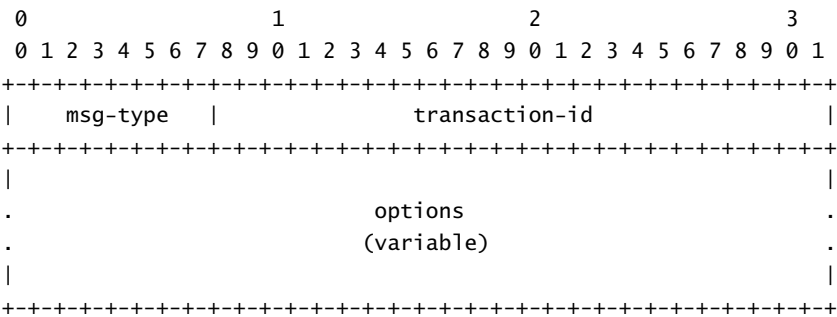 0                   1                   2                   3
 0 1 2 3 4 5 6 7 8 9 0 1 2 3 4 5 6 7 8 9 0 1 2 3 4 5 6 7 8 9 0 1
+-+-+-+-+-+-+-+-+-+-+-+-+-+-+-+-+-+-+-+-+-+-+-+-+-+-+-+-+-+-+-+-+
|    msg-type   |               transaction-id                  |
+-+-+-+-+-+-+-+-+-+-+-+-+-+-+-+-+-+-+-+-+-+-+-+-+-+-+-+-+-+-+-+-+
|                                                               |
.                            options                            .
.                           (variable)                          .
|                                                               |
+-+-+-+-+-+-+-+-+-+-+-+-+-+-+-+-+-+-+-+-+-+-+-+-+-+-+-+-+-+-+-+-+